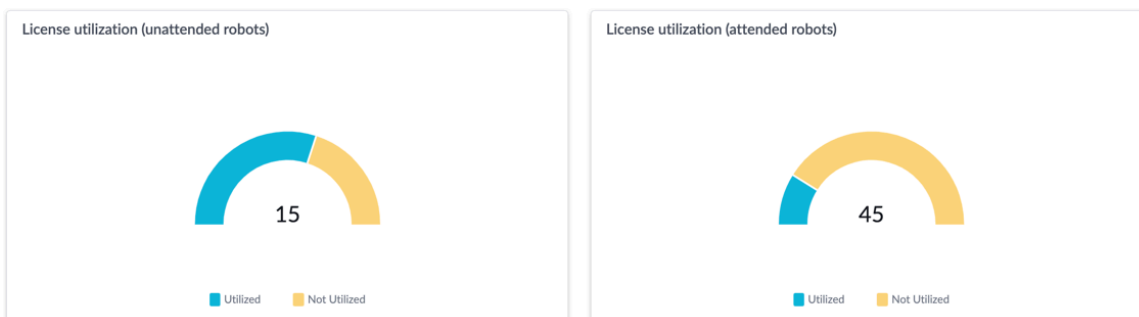 License utilization (unattended robots)
15
Utilized
Not Utilized
License utilization (attended robots)
45
Utilized
Not Utilized